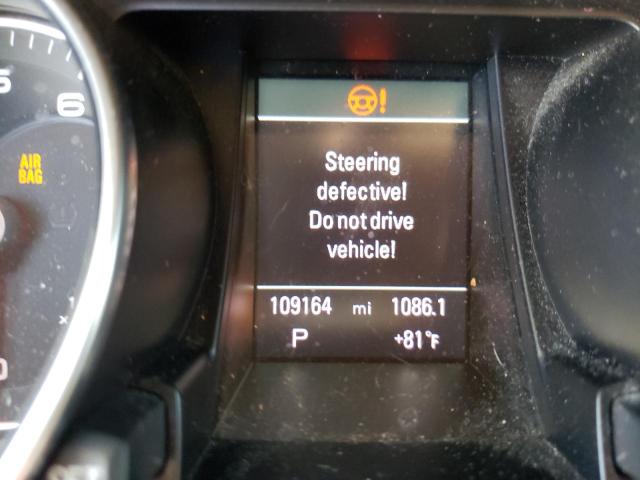 6
AIR
BAG
Steering
defective!
Do not drive
vehicle!
109164 mi 1086.1
P +81°F